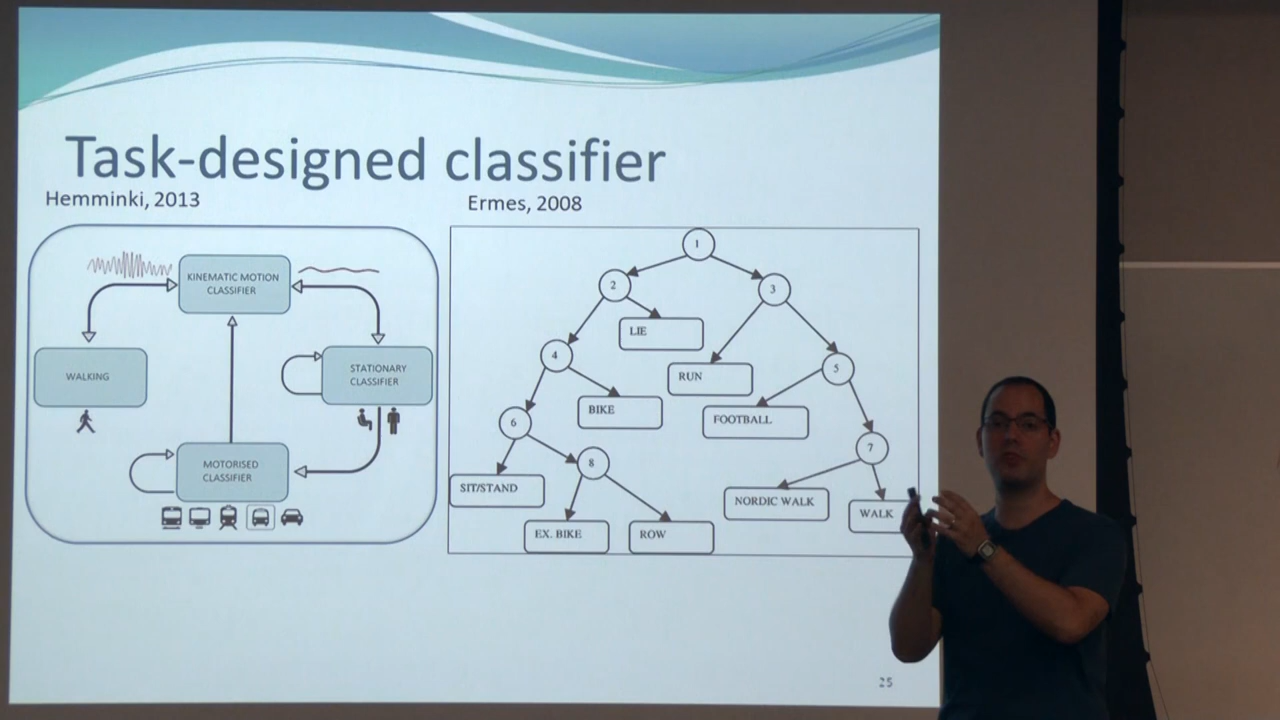 Task-designed classifier
Hemminki, 2013
Ermes, 2008
KINEMATIC MOTION
CLASSIFIER
WALKING
STATIONARY
CLASSIFIER
MOTORISED
CLASSIFIER
1
2
3
LIE
4
RUN
5
BIKE
FOOTBALL
6
7
8
SIT/STAND
NORDIC WALK
WALK
EX. BIKE
ROW
25